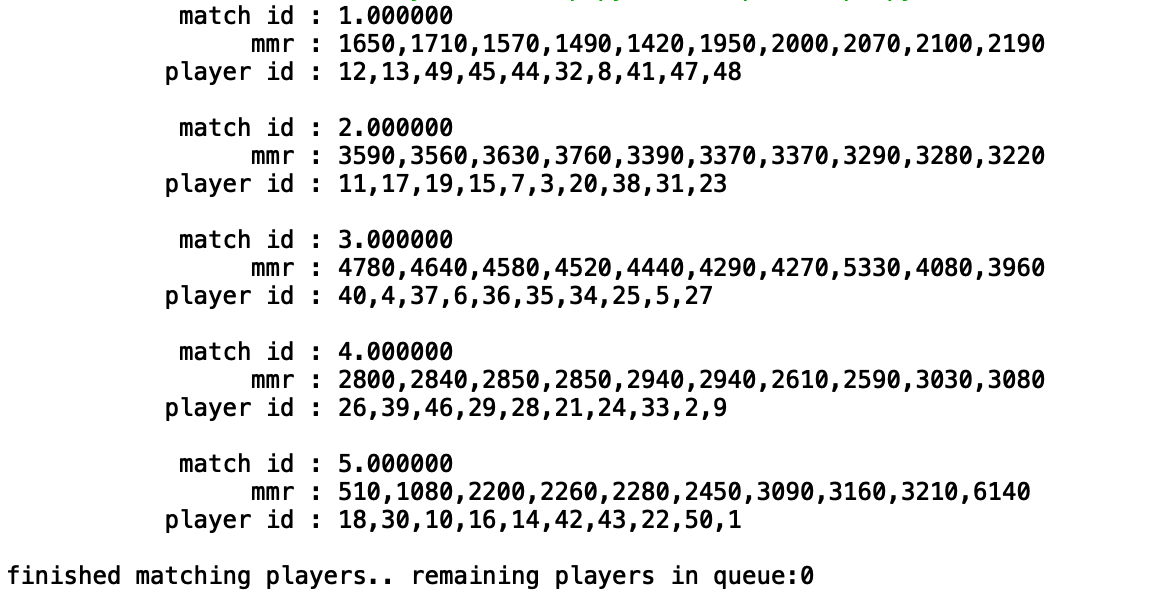 match id : 1.000000
mmr : 1650,1710,1570,1490,1420,1950,2000,2070,2100,2190
player id : 12,13,49,45,44,32,8,41,47,48
match id : 2.000000
mmr : 3590,3560,3630,3760,3390,3370,3370,3290,3280,3220
player id : 11,17,19,15,7,3,20,38,31,23
match id : 3.000000
mmr : 4780,4640,4580,4520,4440,4290,4270,5330,4080,3960
player id : 40,4,37,6,36,35,34,25,5,27
match id : 4.000000
mmr : 2800,2840,2850,2850,2940,2940,2610,2590,3030,3080
player id : 26,39,46,29,28,21,24,33,2,9
match id : 5.000000
mmr : 510,1080,2200,2260,2280,2450,3090,3160,3210,6140
player id : 18,30,10,16,14,42,43,22,50,1
finished matching players.. remaining players in queue:0